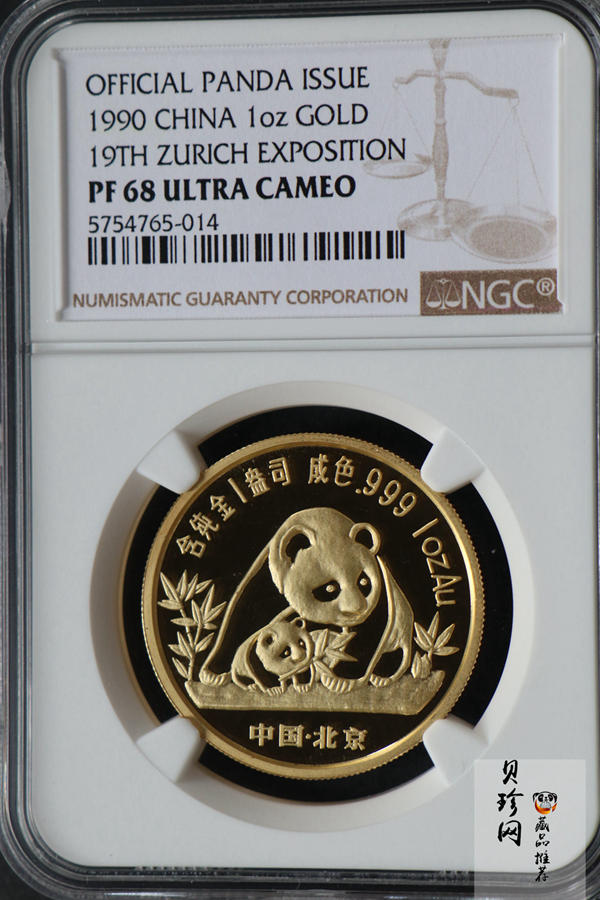 OFFICIAL PANDA ISSUE
1990 CHINA 1oz GOLD
19TH ZURICH EXPOSITION
PF 68 ULTRA CAMEO
5754765-014
NUMISMATIC GUARANTY CORPORATION
NGC®
含纯金1盎司 成色.999 1ozAu
中国·北京
贝珍网
藏品推荐